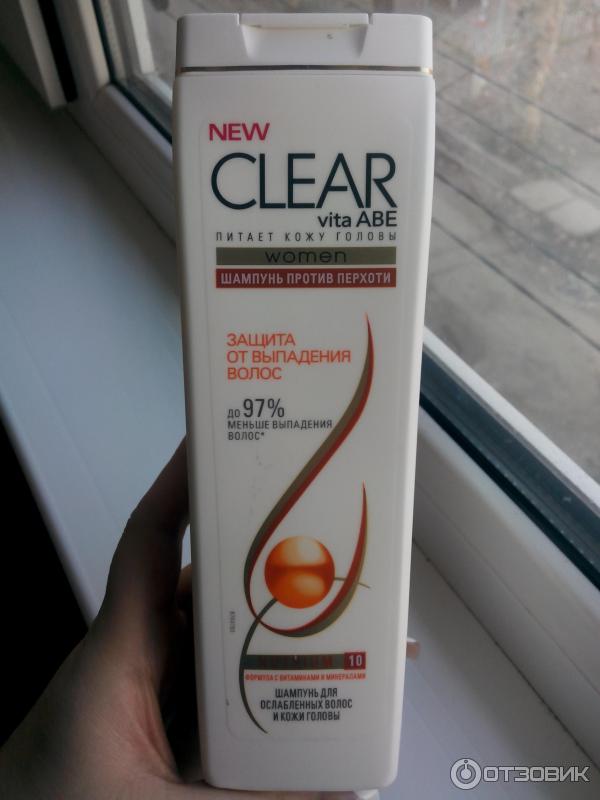 NEW
CLEAR
vita ABE
ПИТАЕТ КОЖУ ГОЛОВЫ
women
ШАМПУНЬ ПРОТИВ ПЕРХОТИ
ЗАЩИТА
ОТ ВЫПАДЕНИЯ
ВОЛОС
ДО 97%
МЕНЬШЕ ВЫПАДЕНИЯ
ВОЛОС*
NUTRIUM 10
ФОРМУЛА С ВИТАМИНАМИ И МИНЕРАЛАМИ
ШАМПУНЬ ДЛЯ
ОСЛАБЛЕННЫХ ВОЛОС
И КОЖИ ГОЛОВЫ
ОТЗОВИК